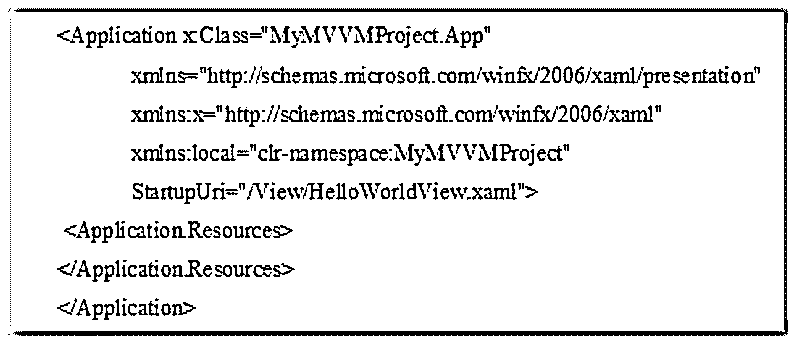 <Application x:Class="MyMVVMProject.App"
xmlns="http://schemas.microsoft.com/winfx/2006/xaml/presentation"
xmlns:x="http://schemas.microsoft.com/winfx/2006/xaml"
xmlns:local="clr-namespace:MyMVVMProject"
StartupUri="/View/HelloWorldView.xaml">
<Application.Resources>
</Application.Resources>
</Application>